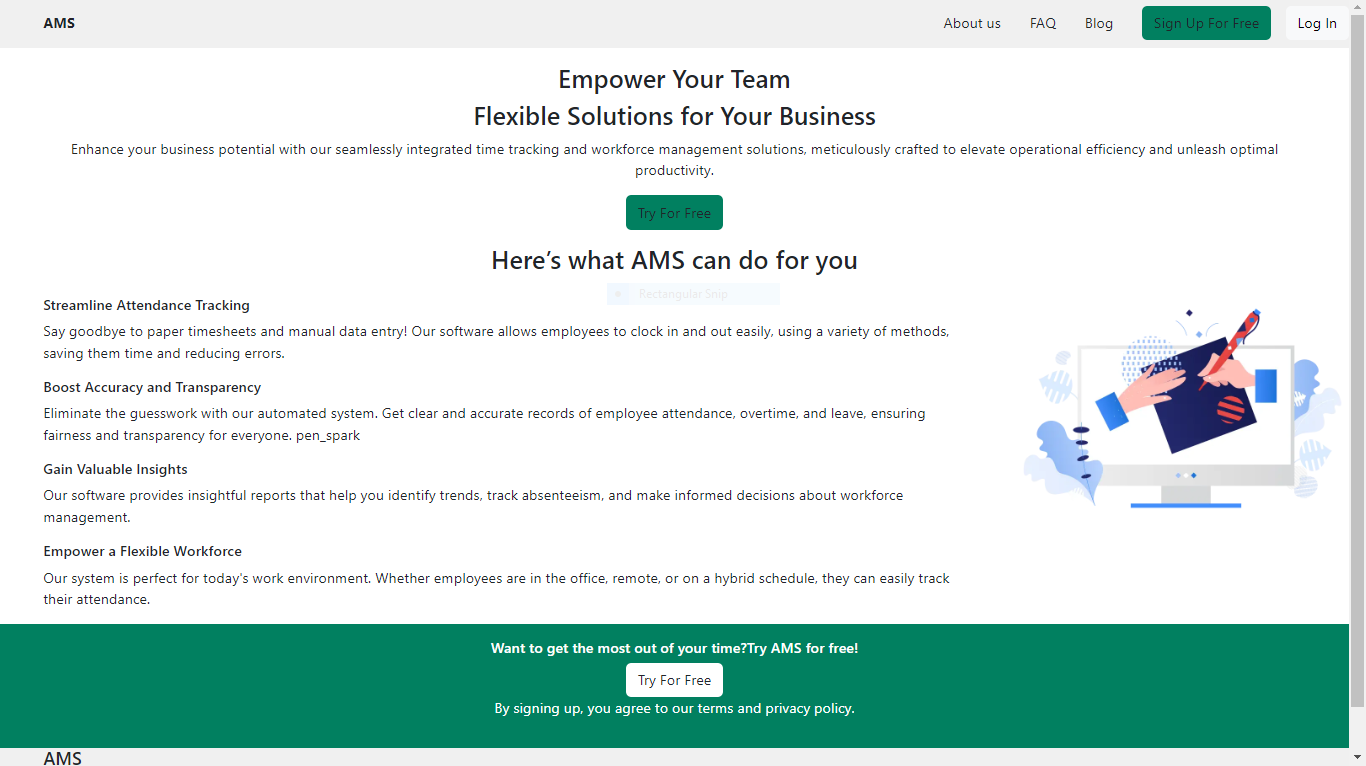 AMS
About us
FAQ
Blog
Sign Up For Free
Log In
Empower Your Team
Flexible Solutions for Your Business
Enhance your business potential with our seamlessly integrated time tracking and workforce management solutions, meticulously crafted to elevate operational efficiency and unleash optimal
productivity.
Try For Free
Here’s what AMS can do for you
Rectangular Snip
Streamline Attendance Tracking
Say goodbye to paper timesheets and manual data entry! Our software allows employees to clock in and out easily, using a variety of methods,
saving them time and reducing errors.
Boost Accuracy and Transparency
Eliminate the guesswork with our automated system. Get clear and accurate records of employee attendance, overtime, and leave, ensuring
fairness and transparency for everyone. pen_spark
Gain Valuable Insights
Our software provides insightful reports that help you identify trends, track absenteeism, and make informed decisions about workforce
management.
Empower a Flexible Workforce
Our system is perfect for today's work environment. Whether employees are in the office, remote, or on a hybrid schedule, they can easily track
their attendance.
Want to get the most out of your time?Try AMS for free!
Try For Free
By signing up, you agree to our terms and privacy policy.
AMS